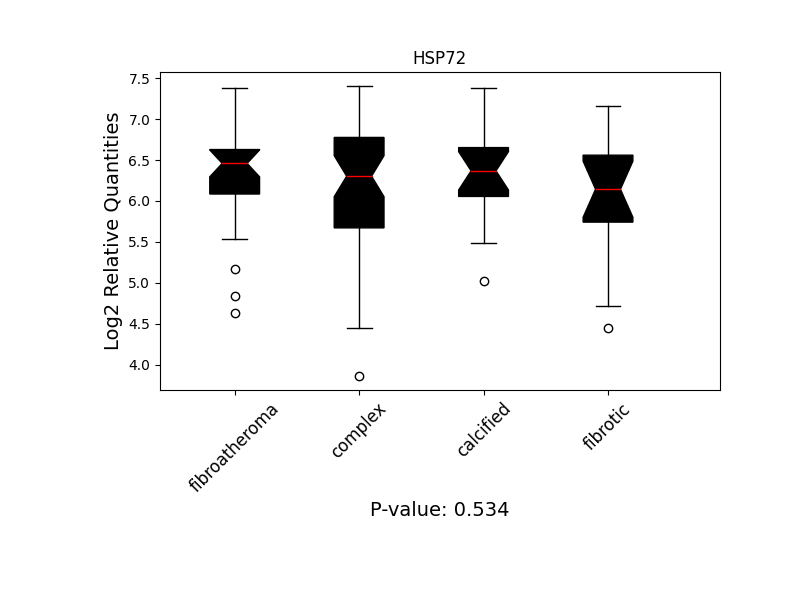 HSP72
Log2 Relative Quantities
7.5
7.0
6.5
6.0
5.5
5.0
4.5
4.0
fibroatheroma
complex
calcified
fibrotic
P-value: 0.534